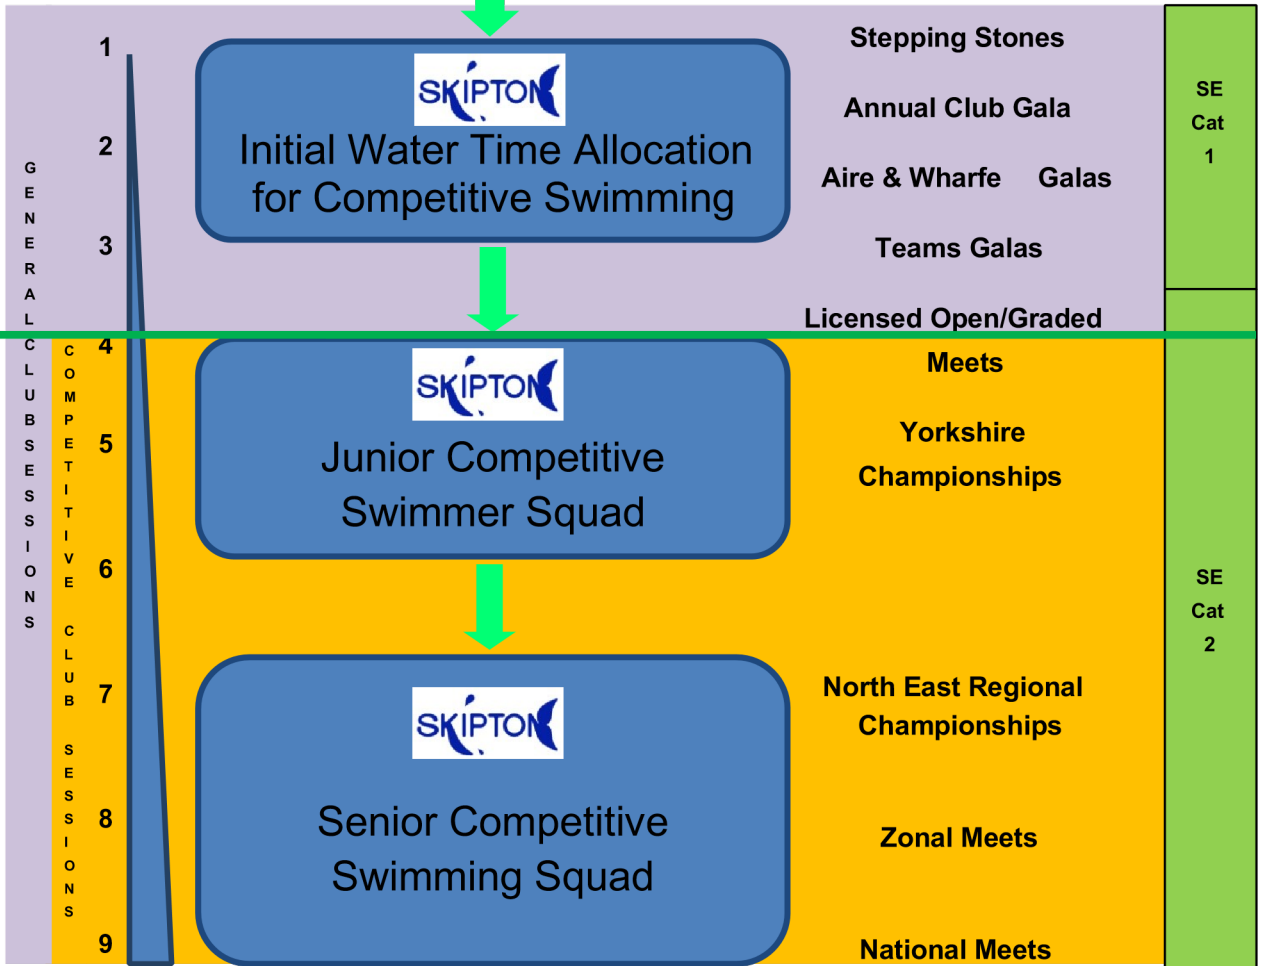 GENERAL CLUB SESSIONS
COMPETITIVE CLUB SESSIONS
1
2
3
4
5
6
7
8
9
SKIPTON
Initial Water Time Allocation
for Competitive Swimming
SKIPTON
Junior Competitive
Swimmer Squad
SKIPTON
Senior Competitive
Swimming Squad
Stepping Stones
Annual Club Gala
Aire & Wharfe Galas
Teams Galas
Licensed Open/Graded
Meets
Yorkshire
Championships
North East Regional
Championships
Zonal Meets
National Meets
SE
Cat
1
SE
Cat
2